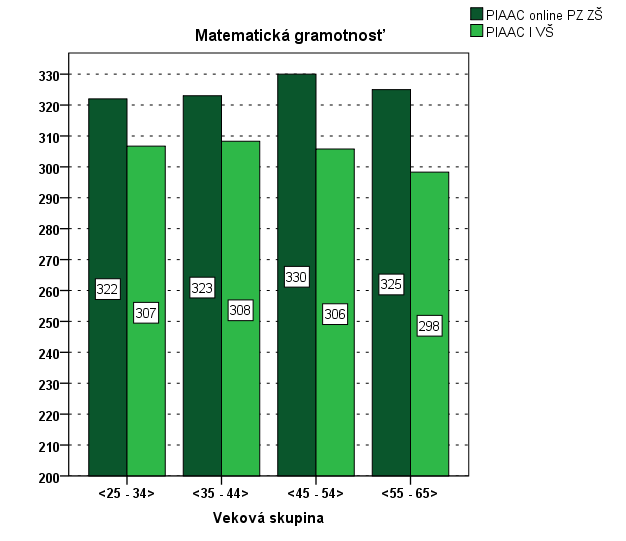 PIAAC online PZ ZŠ
PIAAC I VŠ
Matematická gramotnosť
330
320
310
300
290
280
270
260
250
240
230
220
210
200
322
307
323
308
330
306
325
298
<25 - 34>
<35 - 44>
<45 - 54>
<55 - 65>
Veková skupina